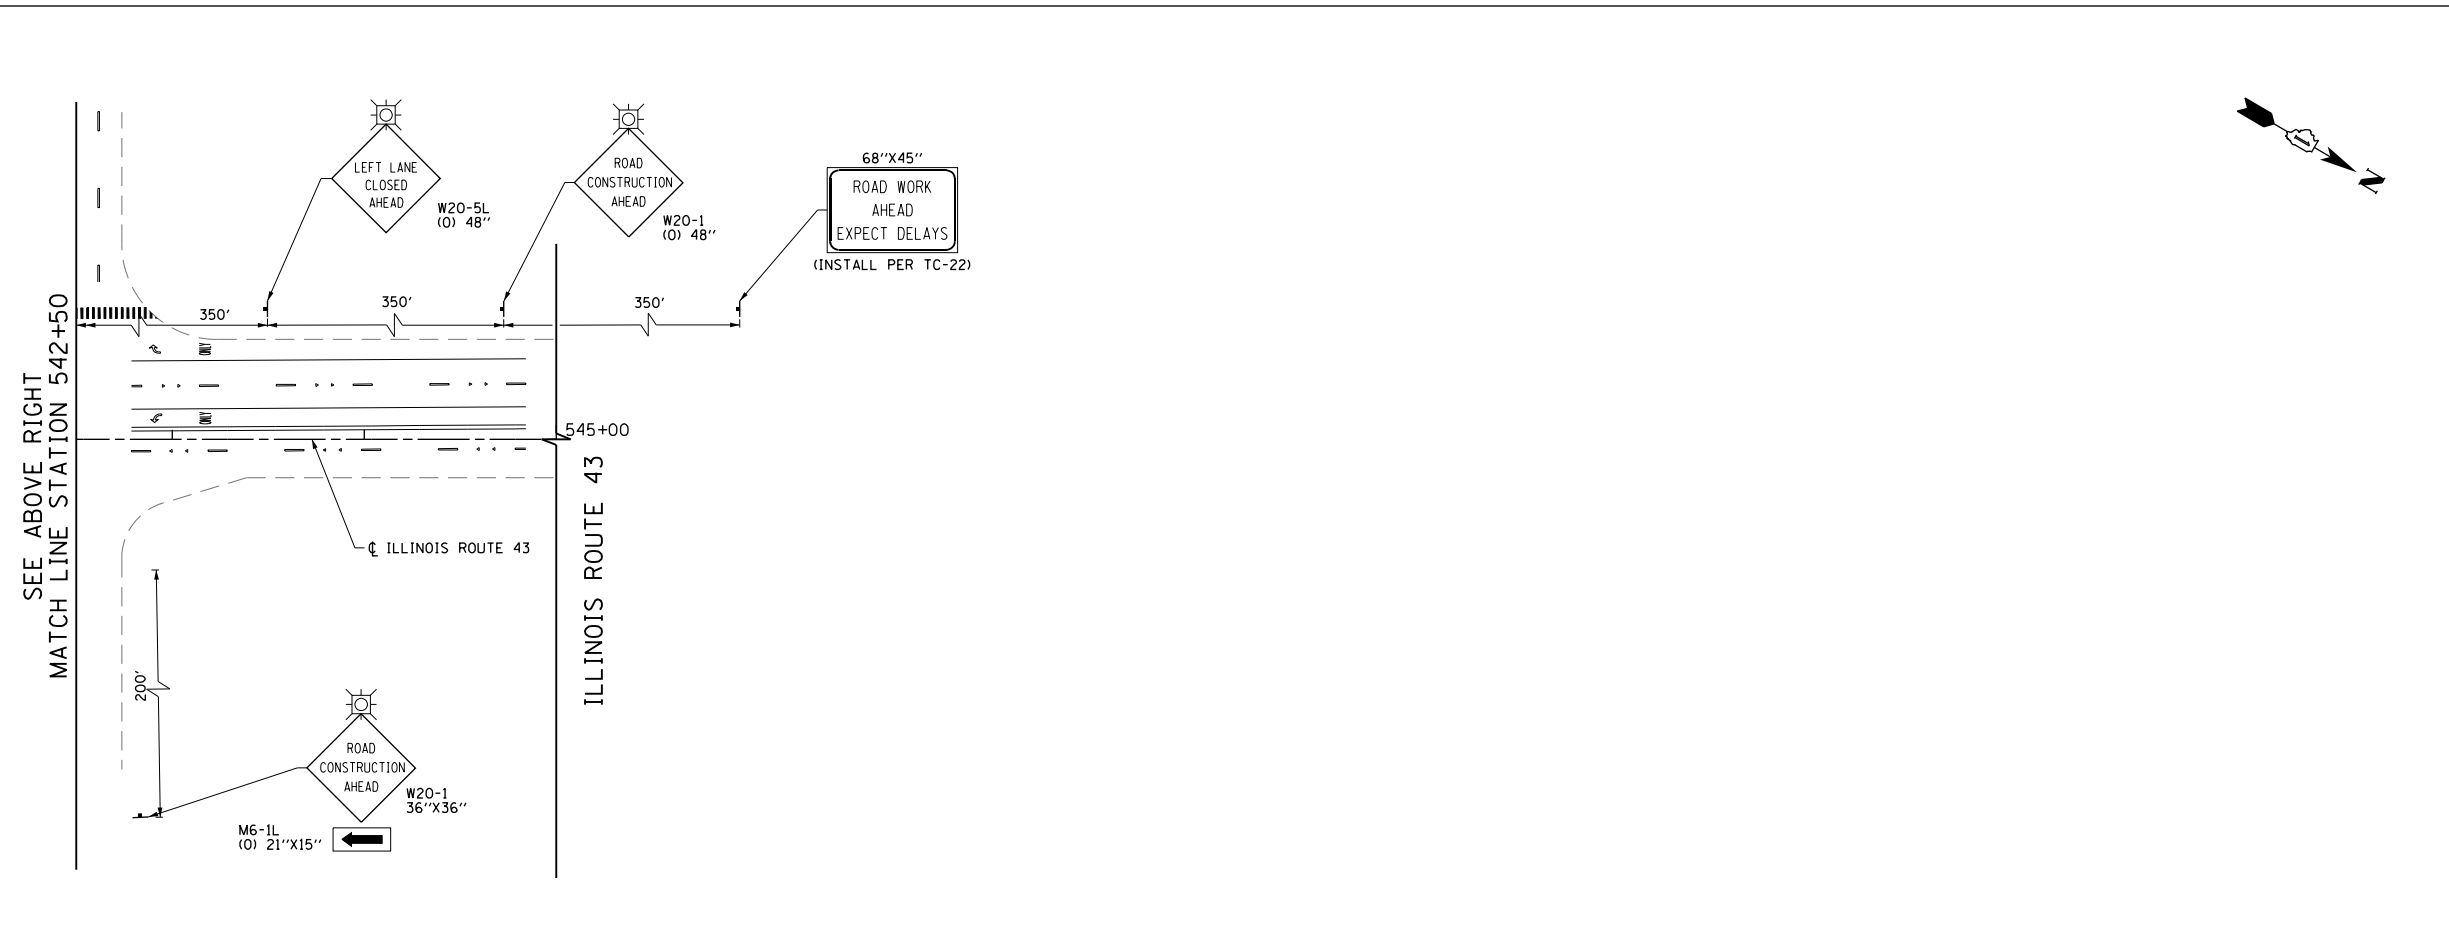 LEFT LANE
CLOSED
AHEAD
W20-5L
(O) 48''
ROAD
CONSTRUCTION
AHEAD
W20-1
(O) 48''
68''X45''
ROAD WORK
AHEAD
EXPECT DELAYS
(INSTALL PER TC-22)
N
350'
350'
350'
ONLY
ONLY
SEE ABOVE RIGHT
MATCH LINE STATION 542+50
545+00
ILLINOIS ROUTE 43
℄ ILLINOIS ROUTE 43
200'
ROAD
CONSTRUCTION
AHEAD
W20-1
36''X36''
M6-1L
(O) 21''X15''